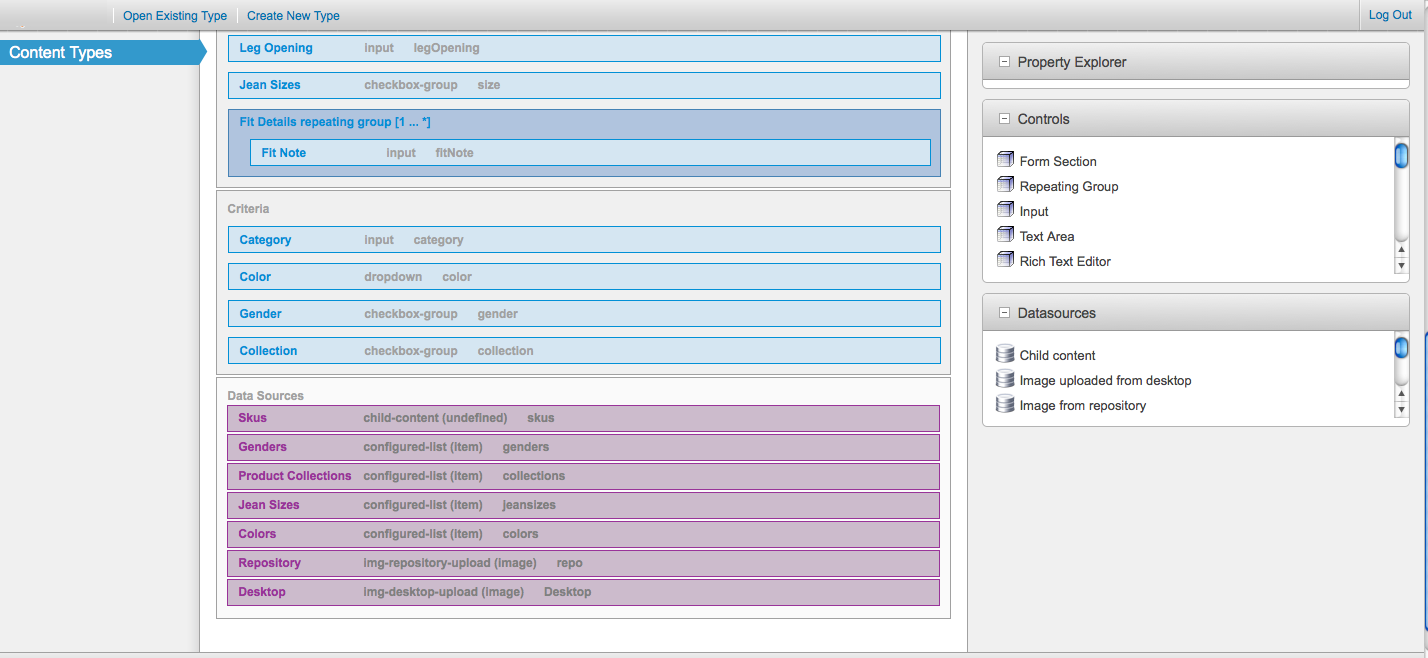 Open Existing Type Create New Type Log Out
Content Types
Leg Opening input legOpening
Jean Sizes checkbox-group size
Fit Details repeating group [1 ... *]
Fit Note input fitNote
Criteria
Category input category
Color dropdown color
Gender checkbox-group gender
Collection checkbox-group collection
Data Sources
Skus child-content (undefined) skus
Genders configured-list (item) genders
Product Collections configured-list (item) collections
Jean Sizes configured-list (item) jeansizes
Colors configured-list (item) colors
Repository img-repository-upload (image) repo
Desktop img-desktop-upload (image) Desktop
Property Explorer
Controls
Form Section
Repeating Group
Input
Text Area
Rich Text Editor
Datasources
Child content
Image uploaded from desktop
Image from repository